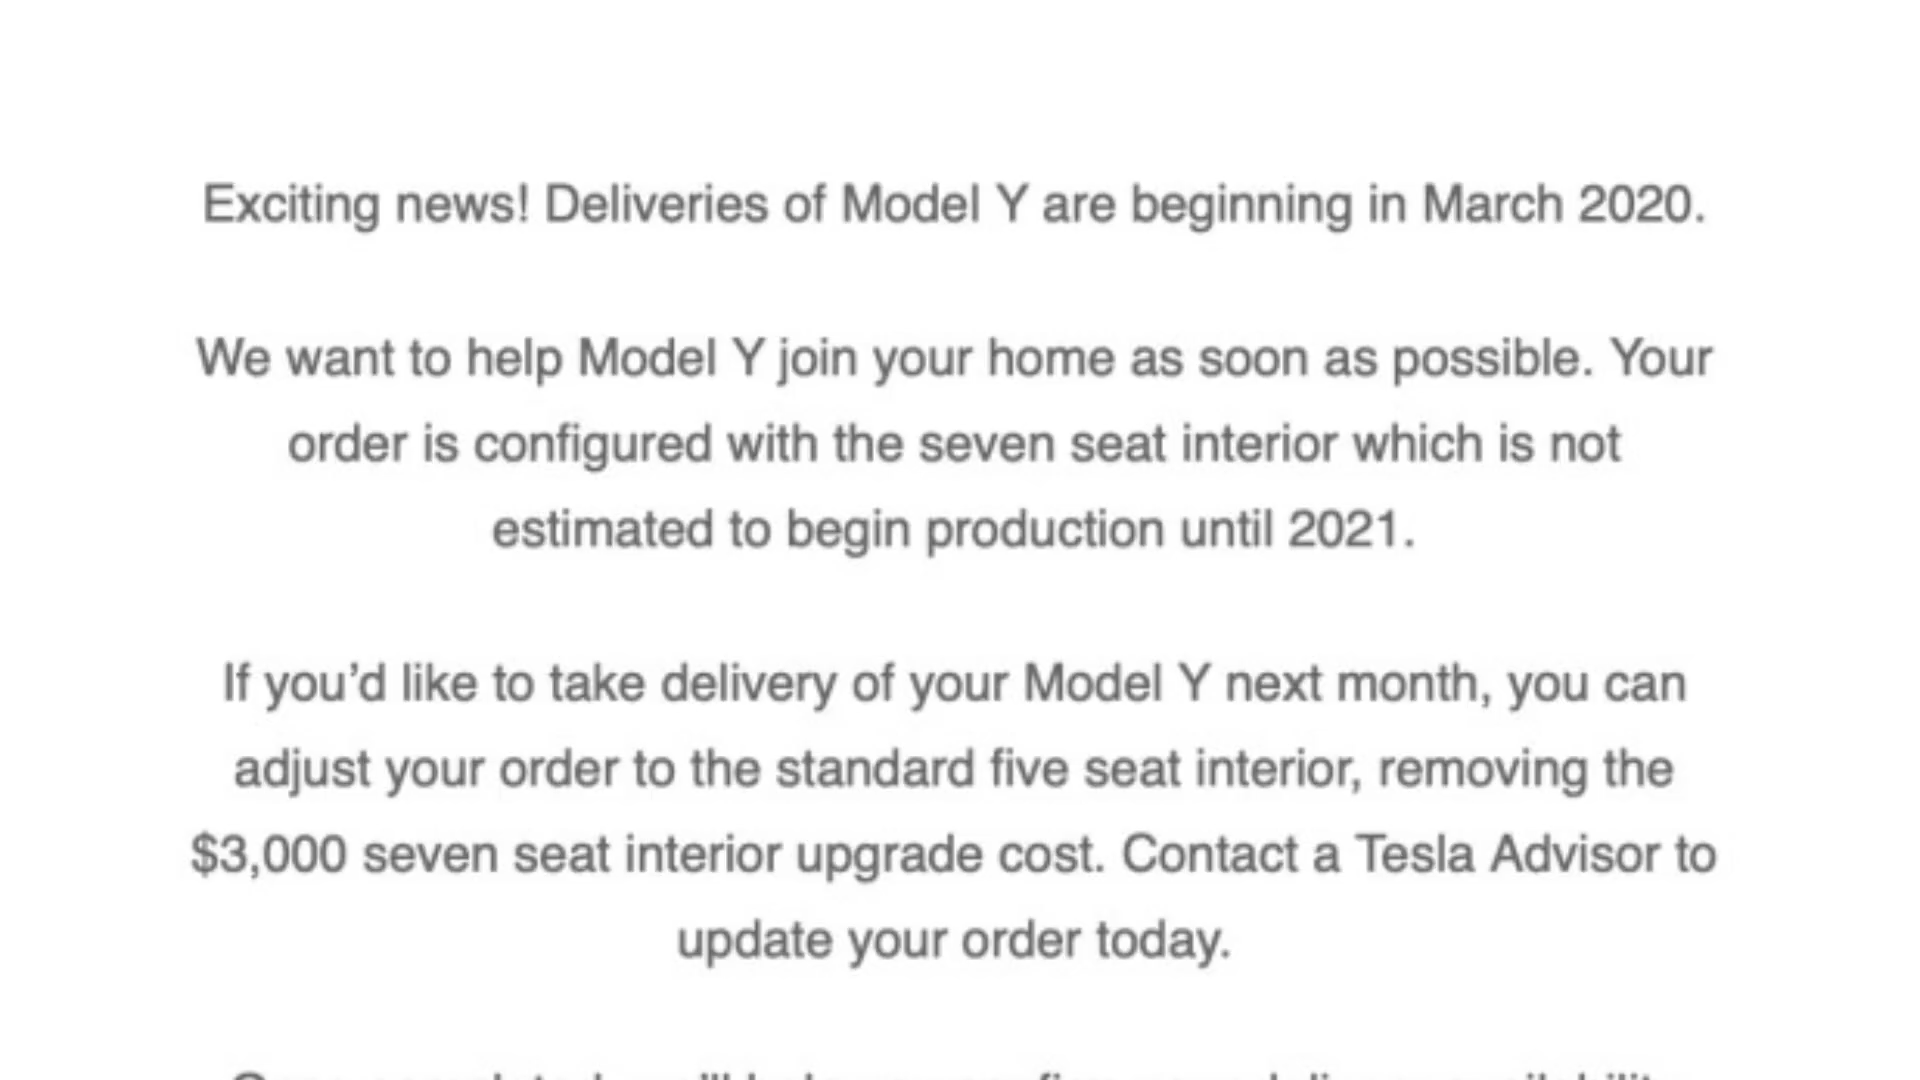 Exciting news! Deliveries of Model Y are beginning in March 2020.
We want to help Model Y join your home as soon as possible. Your
order is configured with the seven seat interior which is not
estimated to begin production until 2021.
If you’d like to take delivery of your Model Y next month, you can
adjust your order to the standard five seat interior, removing the
$3,000 seven seat interior upgrade cost. Contact a Tesla Advisor to
update your order today.